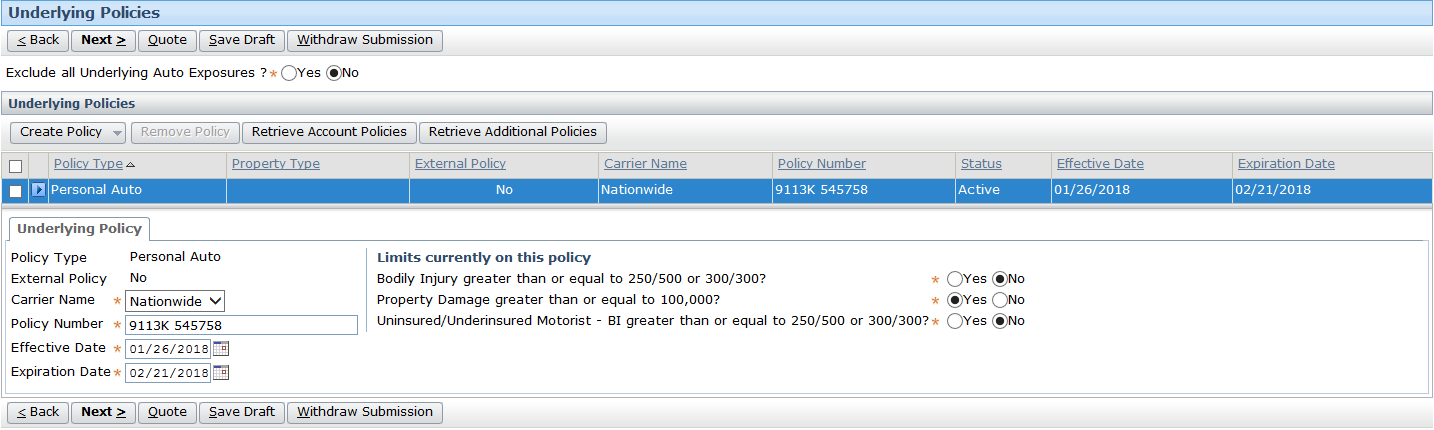 Underlying Policies
< Back Next > Quote Save Draft Withdraw Submission
Exclude all Underlying Auto Exposures ? * Yes No
Underlying Policies
Create Policy Remove Policy Retrieve Account Policies Retrieve Additional Policies
Policy Type Property Type External Policy Carrier Name Policy Number Status Effective Date Expiration Date
Personal Auto No Nationwide 9113K 545758 Active 01/26/2018 02/21/2018
Underlying Policy
Policy Type Personal Auto Limits currently on this policy
External Policy No Bodily Injury greater than or equal to 250/500 or 300/300? * Yes No
Carrier Name * Nationwide Property Damage greater than or equal to 100,000? * Yes No
Policy Number * 9113K 545758 Uninsured/Underinsured Motorist - BI greater than or equal to 250/500 or 300/300? * Yes No
Effective Date * 01/26/2018
Expiration Date * 02/21/2018
< Back Next > Quote Save Draft Withdraw Submission